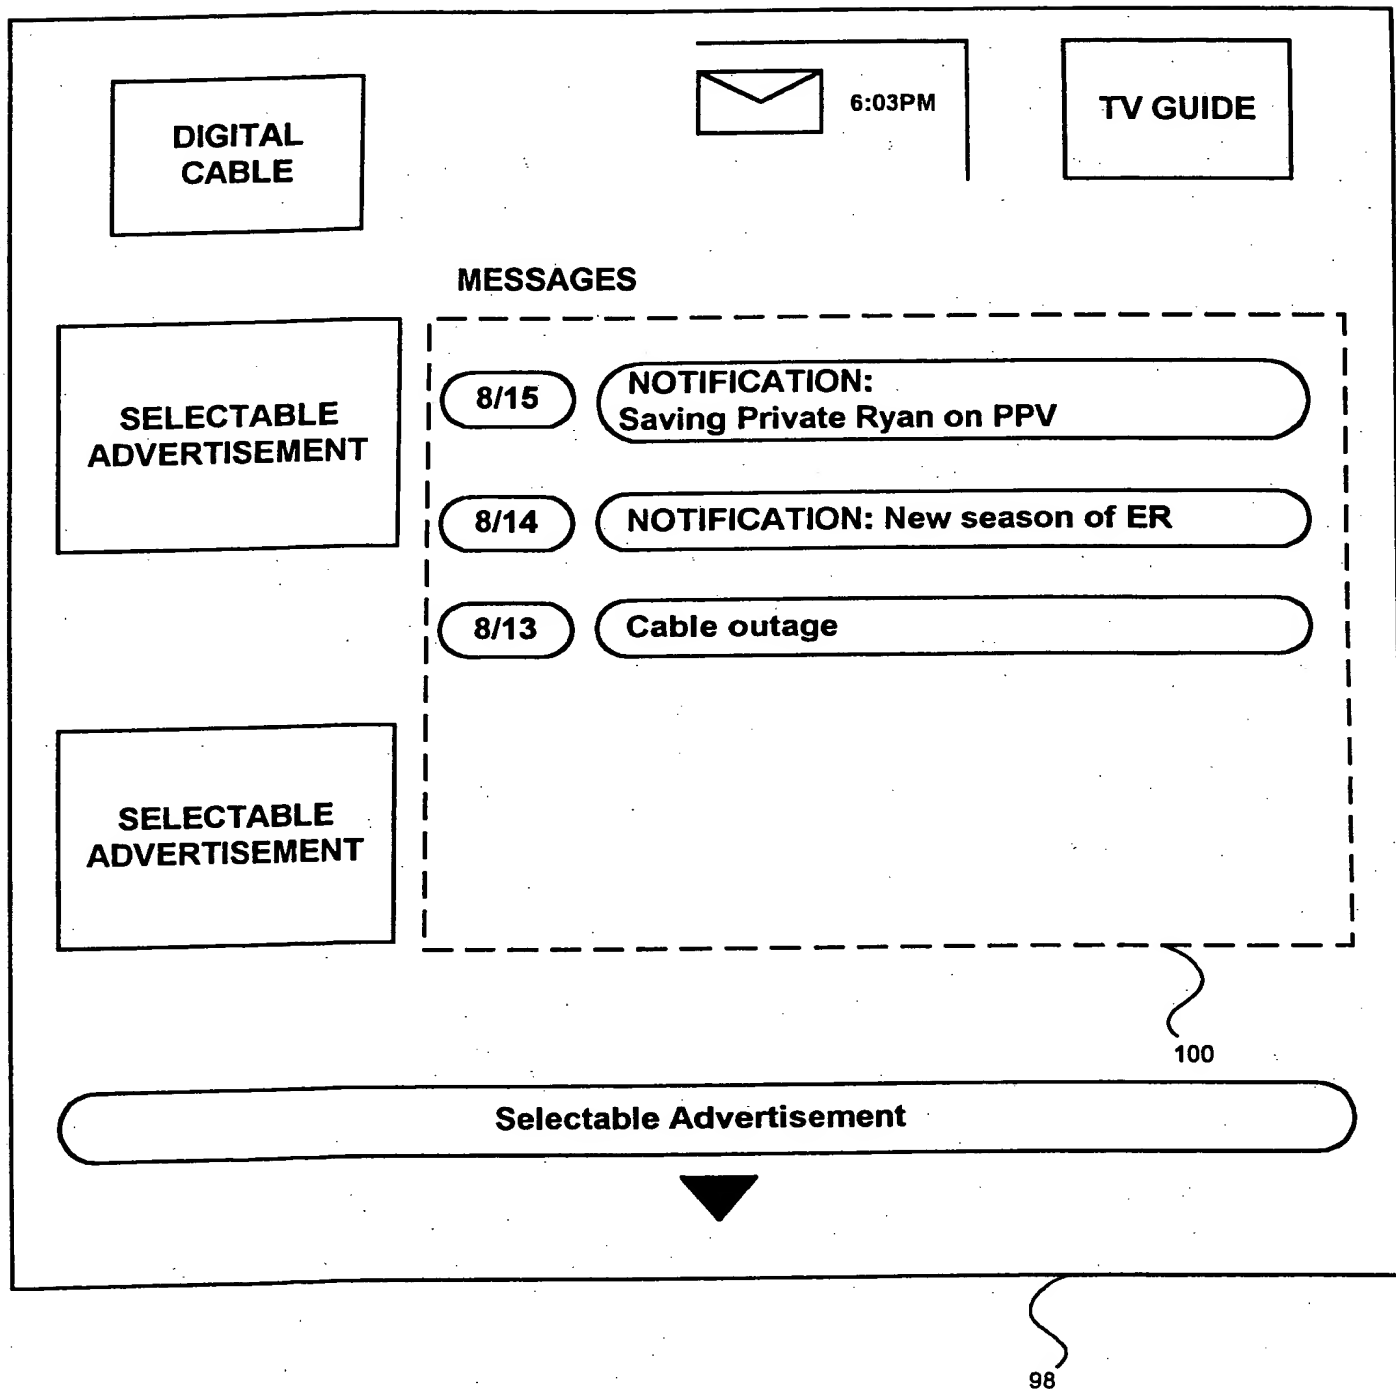 DIGITAL
CABLE
6:03PM
TV GUIDE
MESSAGES
SELECTABLE
ADVERTISEMENT
8/15
NOTIFICATION:
Saving Private Ryan on PPV
8/14
NOTIFICATION: New season of ER
8/13
Cable outage
SELECTABLE
ADVERTISEMENT
100
Selectable Advertisement
98